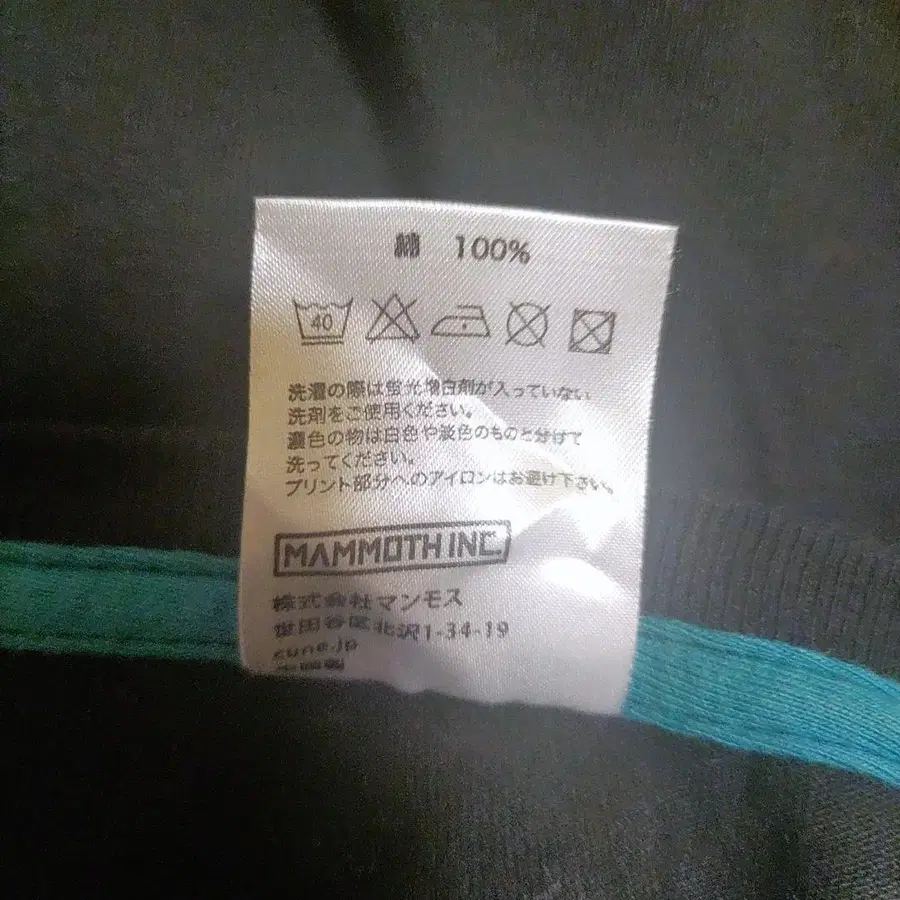 綿 100%
40
洗濯の際は蛍光増白剤が入っていない
洗剤をご使用ください。
濃色の物は白色や淡色のものと分けて
洗ってください。
プリント部分へのアイロンはお避け下さい。
MAMMOTH INC.
株式会社マンモス
世田谷区北沢1-34-19
cune.jp